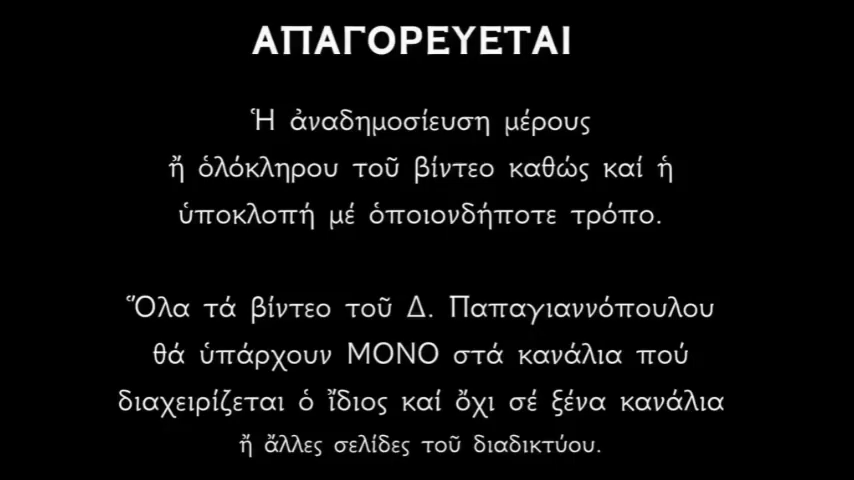 ΑΠΑΓΟΡΕΥΕΤΑΙ
Ἡ ἀναδημοσίευση μέρους
ἤ ὁλόκληρου τοῦ βίντεο καθώς καί ἡ
ὑποκλοπή μέ ὁποιονδήποτε τρόπο.
Ὅλα τά βίντεο τοῦ Δ. Παπαγιαννόπουλου
θά ὑπάρχουν ΜΟΝΟ στά κανάλια πού
διαχειρίζεται ὁ ἴδιος καί ὄχι σέ ξένα κανάλια
ἤ ἄλλες σελίδες τοῦ διαδικτύου.